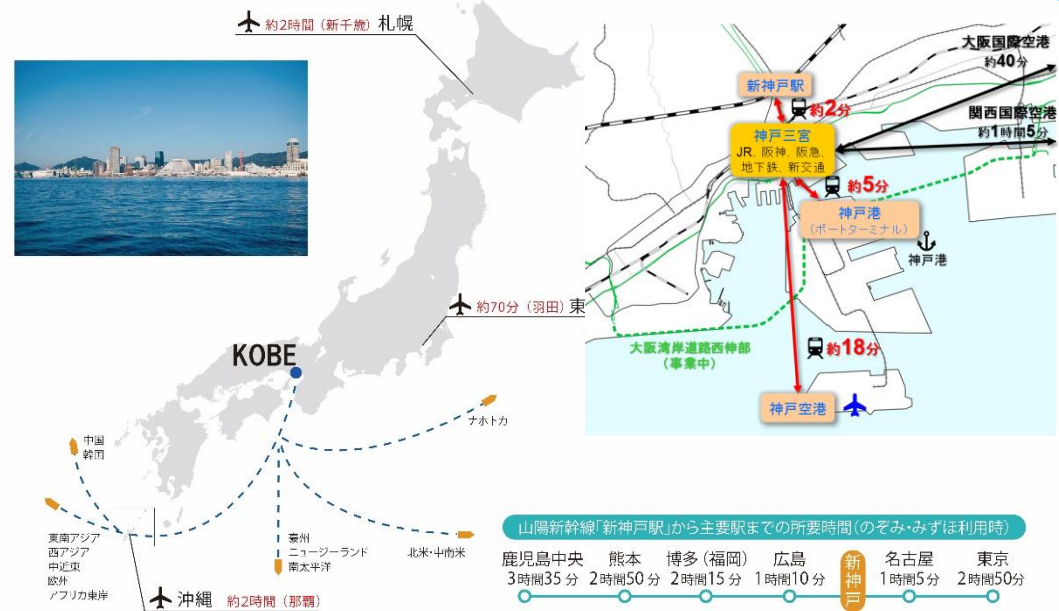 約2時間（新千歳）札幌
約70分（羽田）東
KOBE
ナホトカ
中国
韓国
東南アジア
西アジア
中近東
欧州
アフリカ東岸
豪州
ニュージーランド
南太平洋
北米・中南米
沖縄 約2時間（那覇）
大阪国際空港
約40分
新神戸駅
約2分
関西国際空港
約1時間5分
神戸三宮
JR、阪神、阪急、
地下鉄、新交通
約5分
神戸港
（ポートターミナル）
神戸港
大阪湾岸道路西伸部
（事業中）
約18分
神戸空港
山陽新幹線「新神戸駅」から主要駅までの所要時間（のぞみ・みずほ利用時）
鹿児島中央 熊本 博多（福岡） 広島 新神戸 名古屋 東京
3時間35分 2時間50分 2時間15分 1時間10分 1時間5分 2時間50分